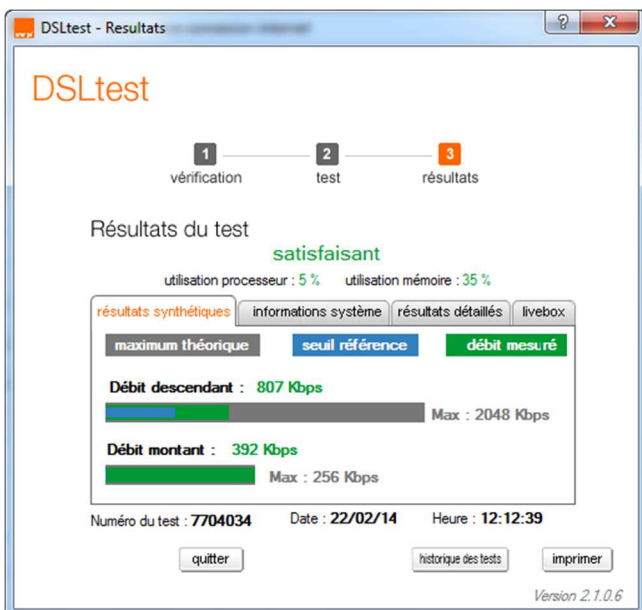 DSLtest - Resultats
DSLtest
1 2 3
vérification test résultats
Résultats du test
satisfaisant
utilisation processeur : 5 % utilisation mémoire : 35 %
résultats synthétiques informations système résultats détaillés livebox
maximum théorique seuil référence débit mesuré
Débit descendant : 807 Kbps
Max : 2048 Kbps
Débit montant : 392 Kbps
Max : 256 Kbps
Numéro du test : 7704034 Date : 22/02/14 Heure : 12:12:39
quitter historique des tests imprimer
Version 2.1.0.6